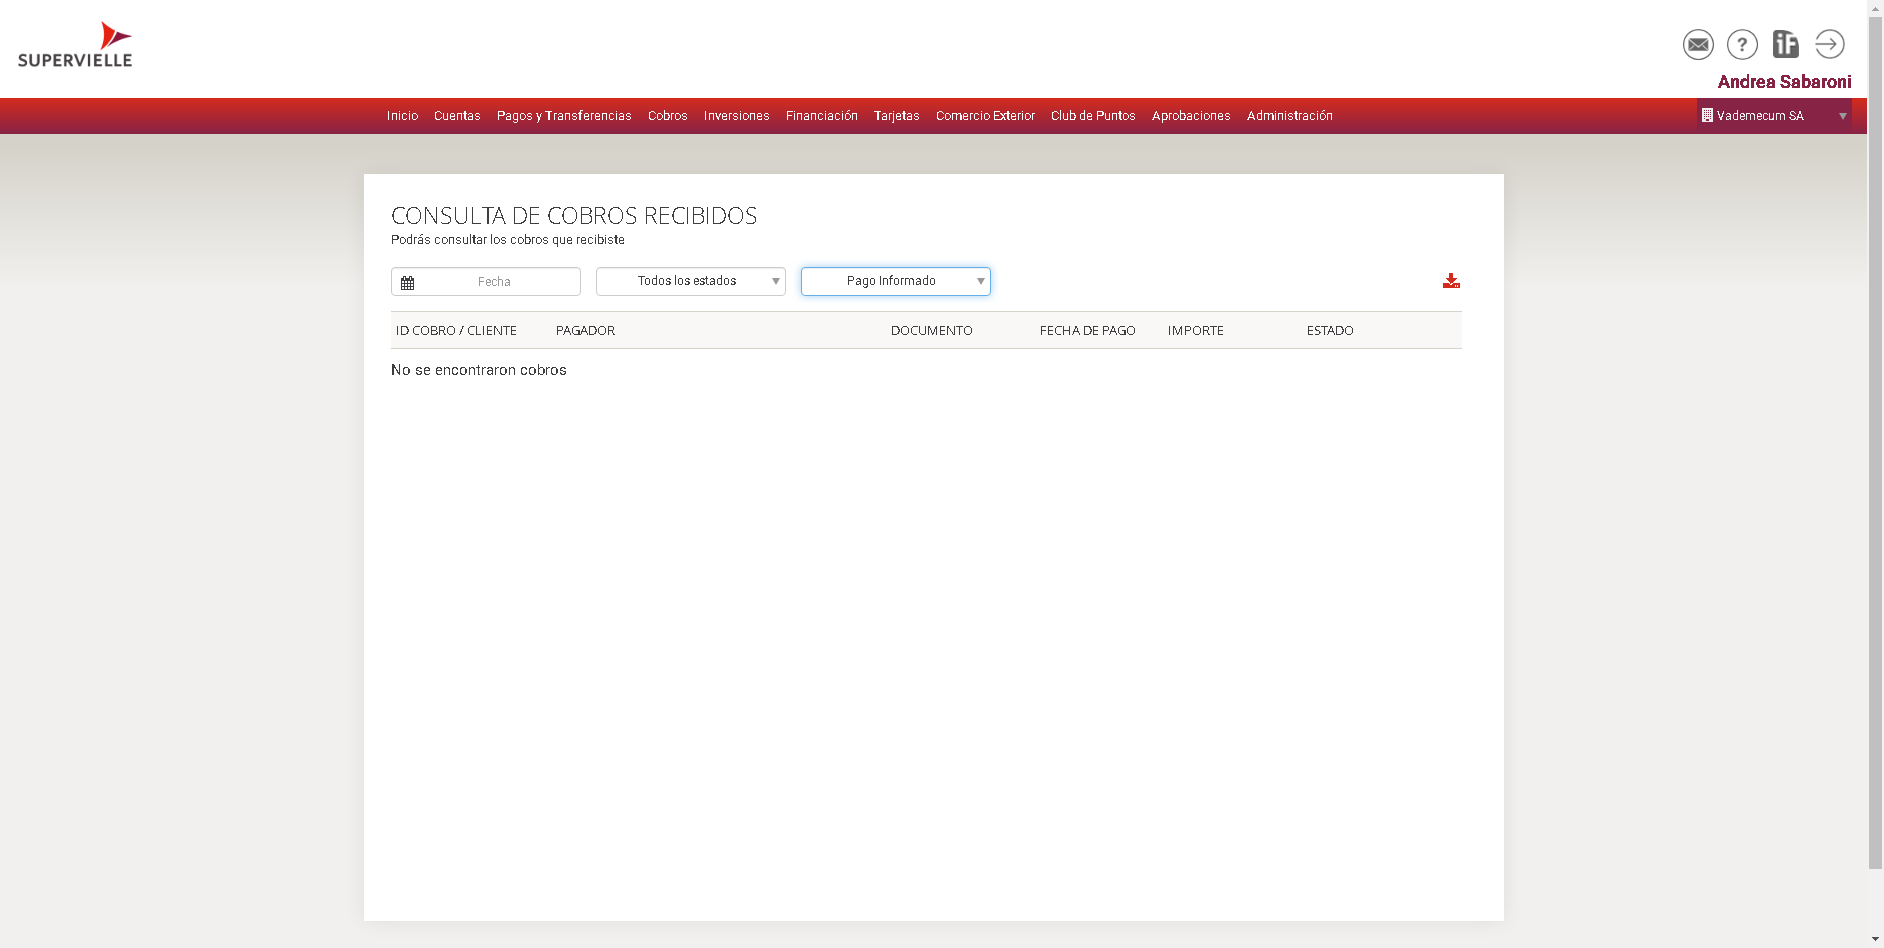 SUPERVIELLE
?
iF
Andrea Sabaroni
Inicio Cuentas Pagos y Transferencias Cobros Inversiones Financiación Tarjetas Comercio Exterior Club de Puntos Aprobaciones Administración Vademecum SA
CONSULTA DE COBROS RECIBIDOS
Podrás consultar los cobros que recibiste
Fecha Todos los estados Pago Informado
ID COBRO / CLIENTE PAGADOR DOCUMENTO FECHA DE PAGO IMPORTE ESTADO
No se encontraron cobros